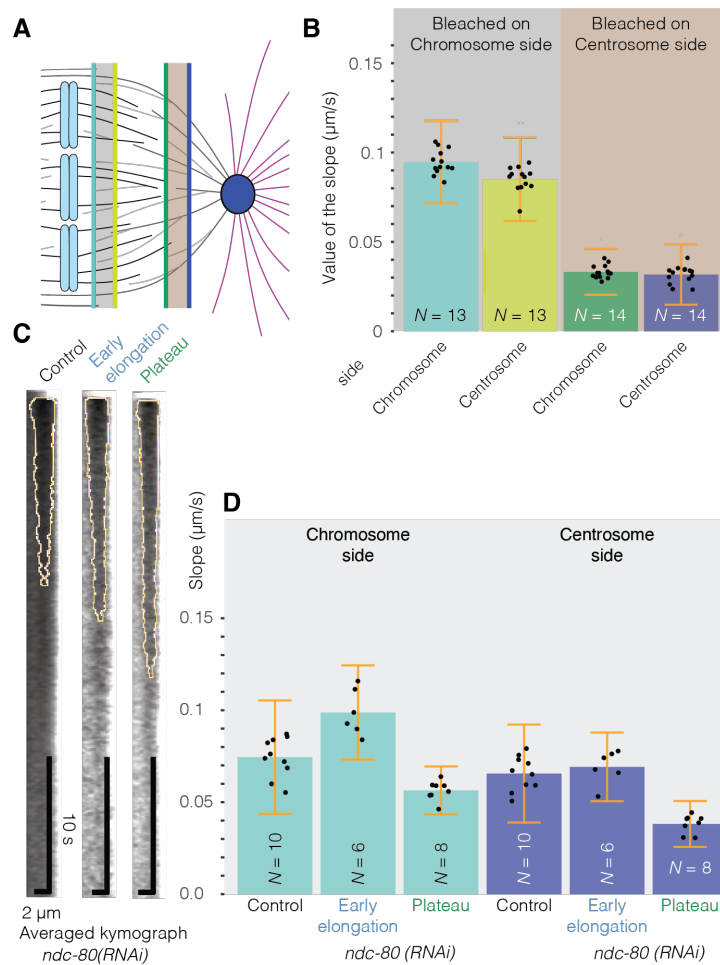 A
B
Bleached on
Chromosome side
Bleached on
Centrosome side
Value of the slope (μm/s)
0.15
0.1
0.05
0
N = 13
N = 13
N = 14
N = 14
side
Chromosome
Centrosome
Chromosome
Centrosome
C
Control
Early
elongation
Plateau
10 s
2 μm
Averaged kymograph
ndc-80(RNAi)
D
Slope (μm/s)
Chromosome
side
Centrosome
side
0.15
0.1
0.05
0.0
N = 10
N = 6
N = 8
N = 10
N = 6
N = 8
Control
Early
elongation
Plateau
Control
Early
elongation
Plateau
ndc-80 (RNAi)
ndc-80 (RNAi)